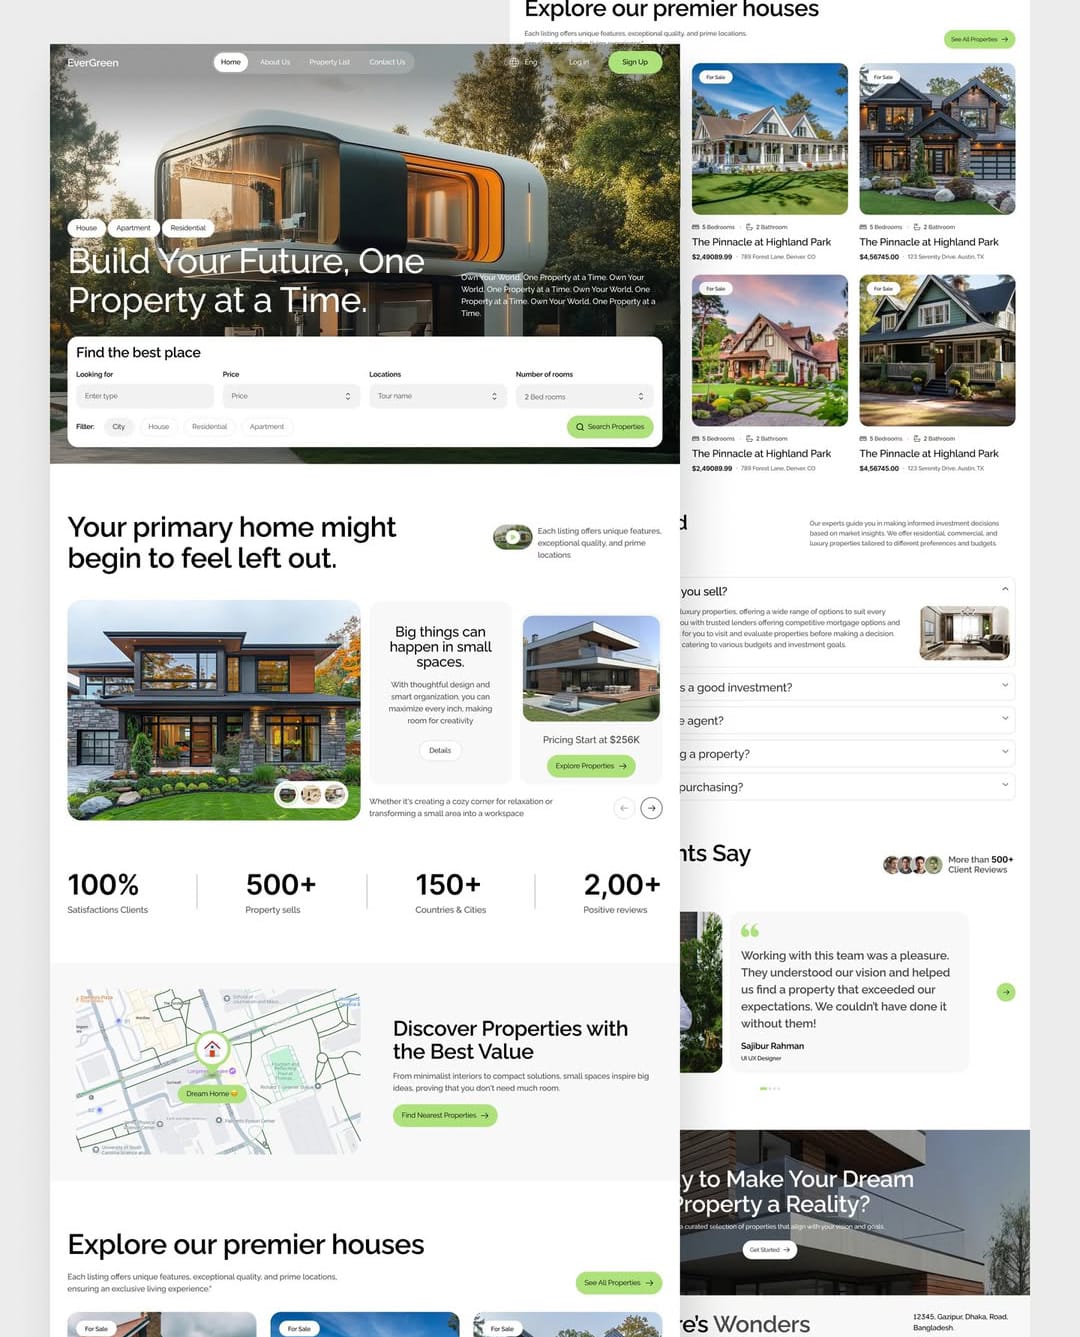 Explore our premier houses
Each listing offers unique features, exceptional quality, and prime locations,
See All Properties
EverGreen
Home
About Us
Property List
Contact Us
Eng
Log in
Sign Up
House
Apartment
Residential
Build Your Future, One
Property at a Time.
Own Your World, One Property at a Time. Own Your
World, One Property at a Time. Own Your World, One
Property at a Time. Own Your World, One Property at a
Time.
Find the best place
Looking for
Price
Locations
Number of rooms
Enter type
Price
Tour name
2 Bed rooms
Filter:
City
House
Residential
Apartment
Search Properties
For Sale
For Sale
5 Bedrooms
2 Bathroom
5 Bedrooms
2 Bathroom
The Pinnacle at Highland Park
The Pinnacle at Highland Park
$2,49089.99 · 789 Forest Lane, Denver, CO
$4,56745.00 · 123 Serenity Drive, Austin, TX
For Sale
For Sale
5 Bedrooms
2 Bathroom
5 Bedrooms
2 Bathroom
The Pinnacle at Highland Park
The Pinnacle at Highland Park
$2,49089.99 · 789 Forest Lane, Denver, CO
$4,56745.00 · 123 Serenity Drive, Austin, TX
Your primary home might
begin to feel left out.
Each listing offers unique features,
exceptional quality, and prime
locations
Big things can
happen in small
spaces.
With thoughtful design and
smart organization, you can
maximize every inch, making
room for creativity
Details
Pricing Start at $256K
Explore Properties
Whether it's creating a cozy corner for relaxation or
transforming a small area into a workspace
100%
Satisfactions Clients
500+
Property sells
150+
Countries & Cities
2,00+
Positive reviews
d
Our experts guide you in making informed investment decisions
based on market insights. We offer residential, commercial, and
luxury properties tailored to different preferences and budgets.
you sell?
luxury properties, offering a wide range of options to suit every
ou with trusted lenders offering competitive mortgage options and
for you to visit and evaluate properties before making a decision.
catering to various budgets and investment goals.
s a good investment?
e agent?
g a property?
purchasing?
nts Say
More than 500+
Client Reviews
Working with this team was a pleasure.
They understood our vision and helped
us find a property that exceeded our
expectations. We couldn't have done it
without them!
Sajibur Rahman
UI UX Designer
Dream Home
Discover Properties with
the Best Value
From minimalist interiors to compact solutions, small spaces inspire big
ideas, proving that you don't need much room.
Find Nearest Properties
y to Make Your Dream
Property a Reality?
a curated selection of properties that align with your vision and goals.
Get Started
Explore our premier houses
Each listing offers unique features, exceptional quality, and prime locations,
ensuring an exclusive living experience."
See All Properties
For Sale
For Sale
For Sale
re's Wonders
12345, Gazipur, Dhaka, Road,
Bangladesh.